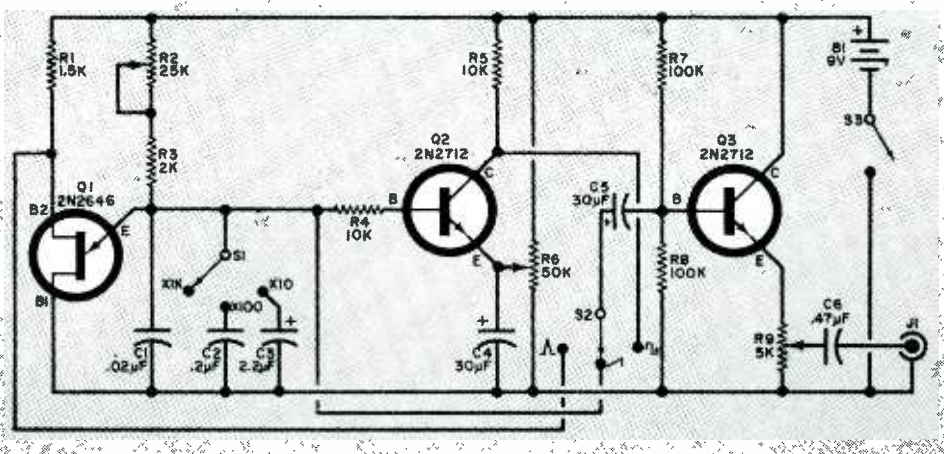 R1
1.5K
R2
25K
R3
2K
Q1
2N2646
B2
E
B1
S1
X1K
X100
X10
C1
.02µF
C2
.2µF
C3
2.2µF
R4
10K
Q2
2N2712
B
C
E
R5
10K
C4
30µF
R6
50K
C5
30µF
S2
R7
100K
R8
100K
Q3
2N2712
B
C
E
R9
5K
C6
.47µF
J1
B1
9V
S3
+
+
+
+